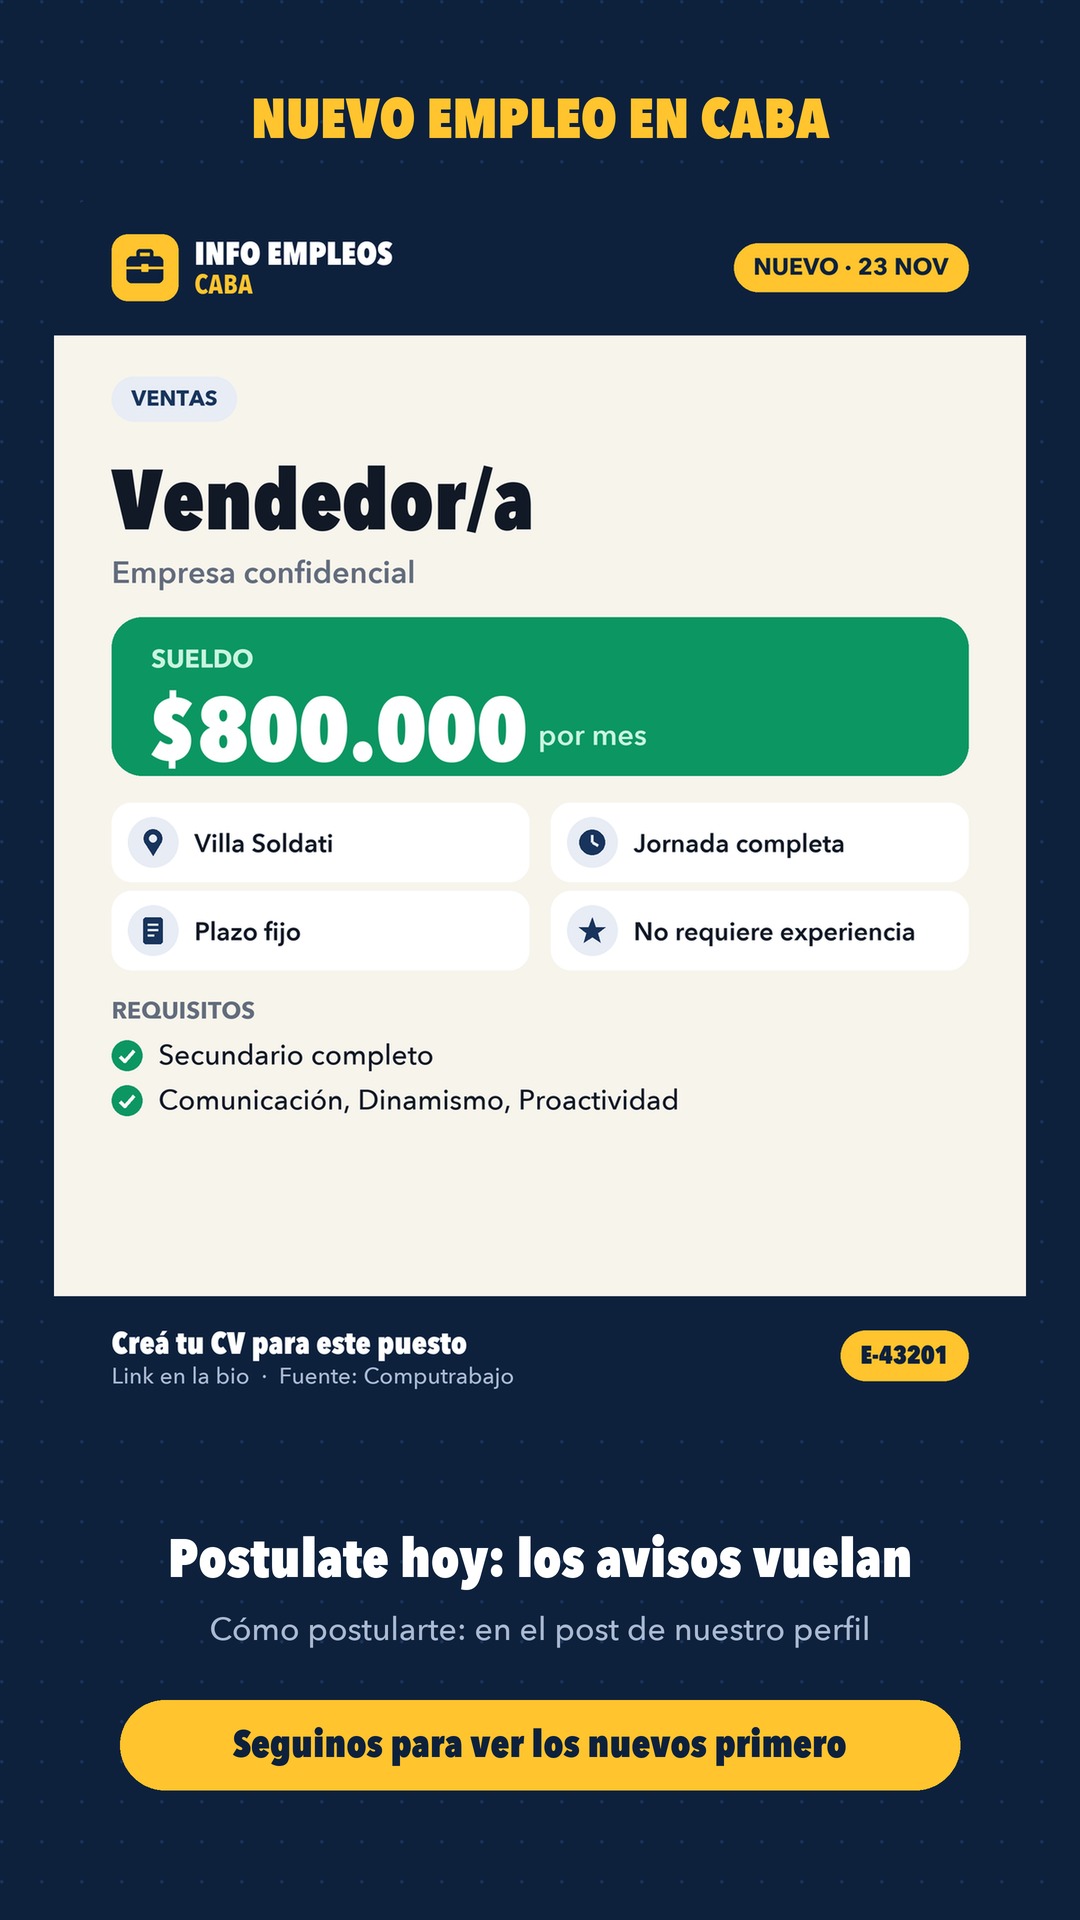 NUEVO EMPLEO EN CABA
INFO EMPLEOS
CABA
NUEVO · 23 NOV
VENTAS
Vendedor/a
Empresa confidencial
SUELDO
$800.000 por mes
Villa Soldati
Jornada completa
Plazo fijo
No requiere experiencia
REQUISITOS
Secundario completo
Comunicación, Dinamismo, Proactividad
Creá tu CV para este puesto
Link en la bio · Fuente: Computrabajo
E-43201
Postulate hoy: los avisos vuelan
Cómo postularte: en el post de nuestro perfil
Seguinos para ver los nuevos primero